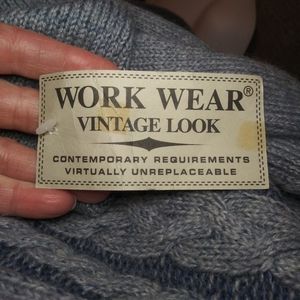 WORK WEAR®
VINTAGE LOOK
CONTEMPORARY REQUIREMENTS
VIRTUALLY UNREPLACEABLE